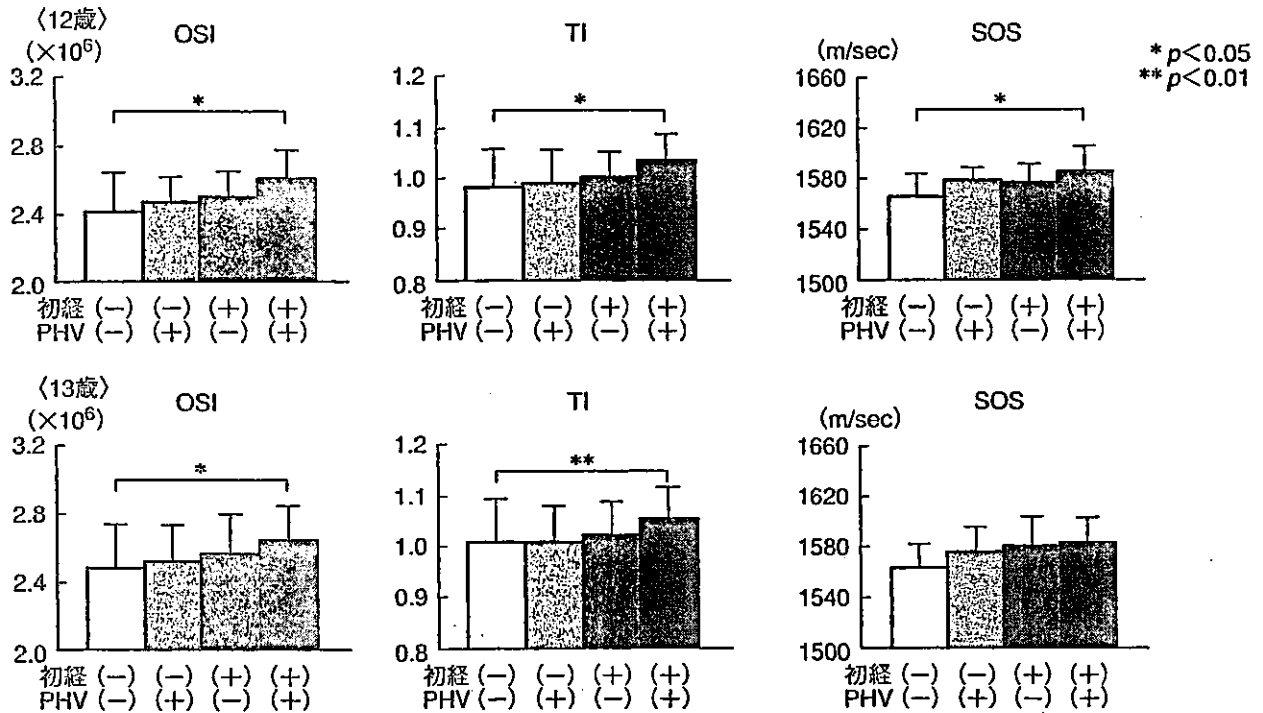 〈12歳〉
(×10⁶)
OSI
3.2
2.8
2.4
2.0
*
初経 (−) (−) (+) (+)
PHV (−) (+) (−) (+)
TI
1.2
1.1
1.0
0.9
0.8
*
初経 (−) (−) (+) (+)
PHV (−) (+) (−) (+)
SOS
(m/sec)
1660
1620
1580
1540
1500
*
初経 (−) (−) (+) (+)
PHV (−) (+) (−) (+)
* p<0.05
** p<0.01
〈13歳〉
(×10⁶)
OSI
3.2
2.8
2.4
2.0
*
初経 (−) (−) (+) (+)
PHV (−) (+) (−) (+)
TI
1.2
1.1
1.0
0.9
0.8
**
初経 (−) (−) (+) (+)
PHV (−) (+) (−) (+)
SOS
(m/sec)
1660
1620
1580
1540
1500
初経 (−) (−) (+) (+)
PHV (−) (+) (−) (+)